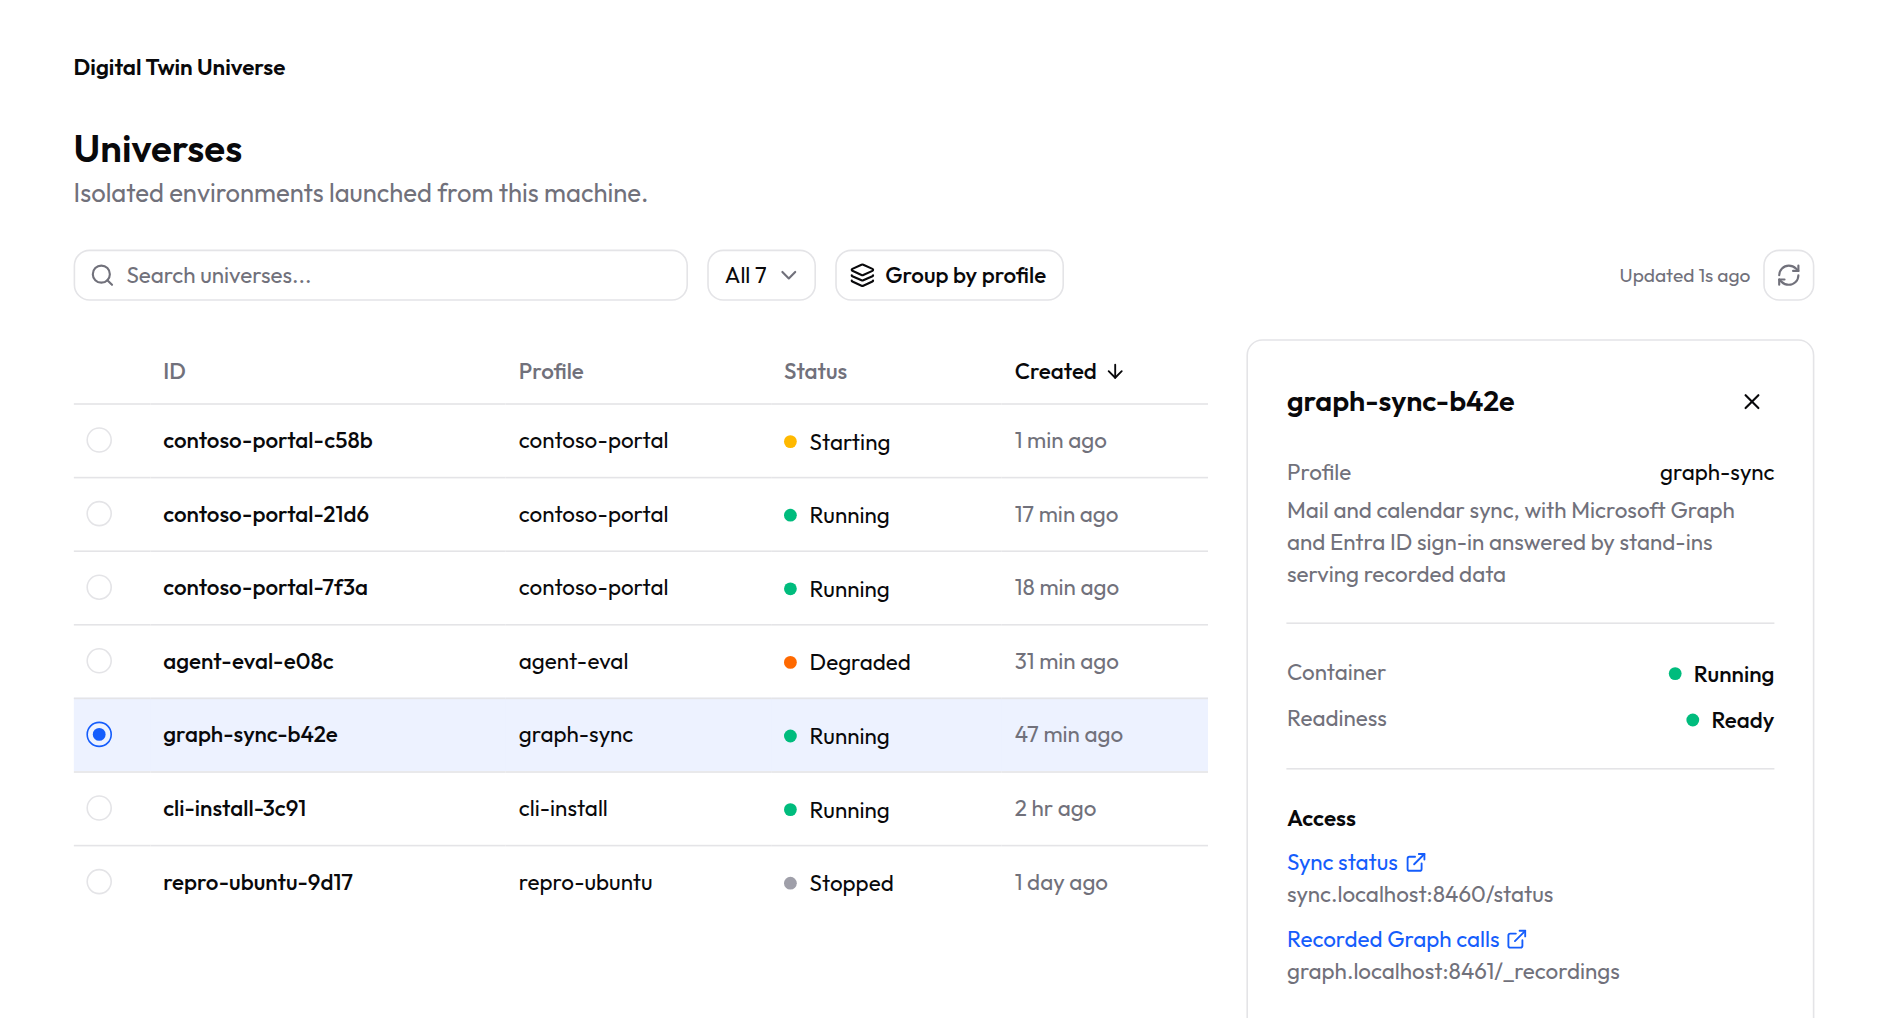 Digital Twin Universe
Universes
Isolated environments launched from this machine.
Search universes...
All 7
Group by profile
Updated 1s ago
ID Profile Status Created
contoso-portal-c58b contoso-portal Starting 1 min ago
contoso-portal-21d6 contoso-portal Running 17 min ago
contoso-portal-7f3a contoso-portal Running 18 min ago
agent-eval-e08c agent-eval Degraded 31 min ago
graph-sync-b42e graph-sync Running 47 min ago
cli-install-3c91 cli-install Running 2 hr ago
repro-ubuntu-9d17 repro-ubuntu Stopped 1 day ago
graph-sync-b42e
Profile graph-sync
Mail and calendar sync, with Microsoft Graph
and Entra ID sign-in answered by stand-ins
serving recorded data
Container Running
Readiness Ready
Access
Sync status
sync.localhost:8460/status
Recorded Graph calls
graph.localhost:8461/_recordings